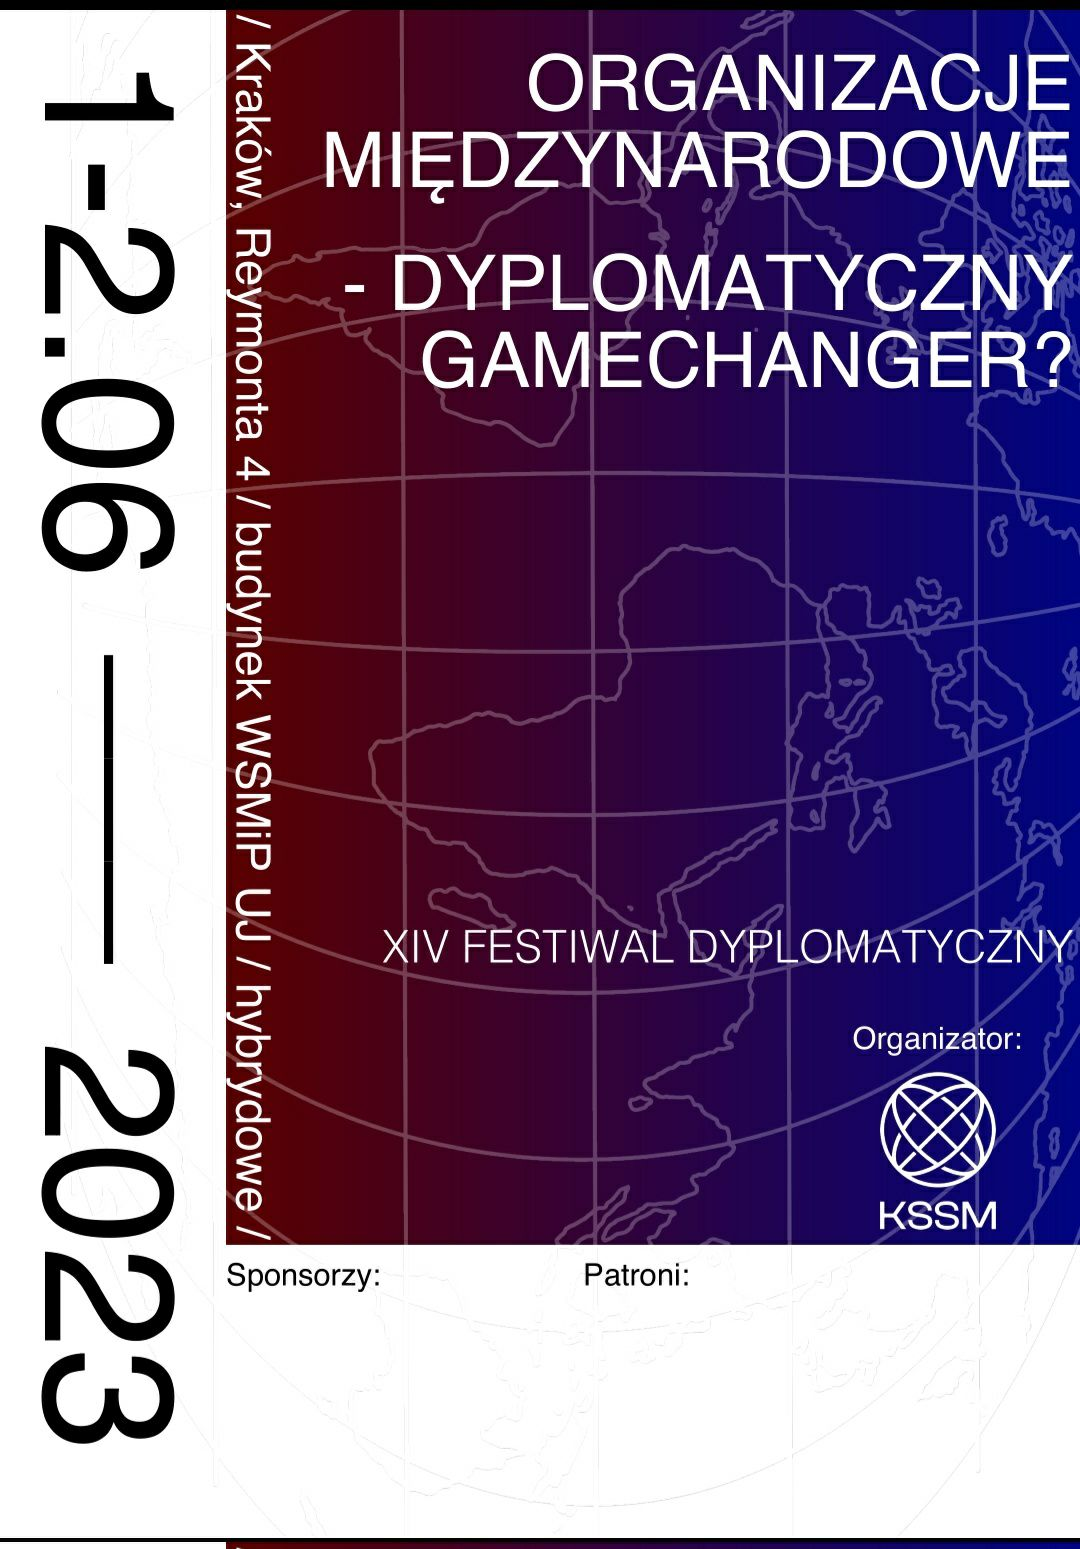 1-2.06 — 2023
/ Kraków, Reymonta 4 / budynek WSMiP UJ / hybrydowe /
ORGANIZACJE
MIĘDZYNARODOWE
- DYPLOMATYCZNY
GAMECHANGER?
XIV FESTIWAL DYPLOMATYCZNY
Organizator:
KSSM
Sponsorzy:
Patroni: